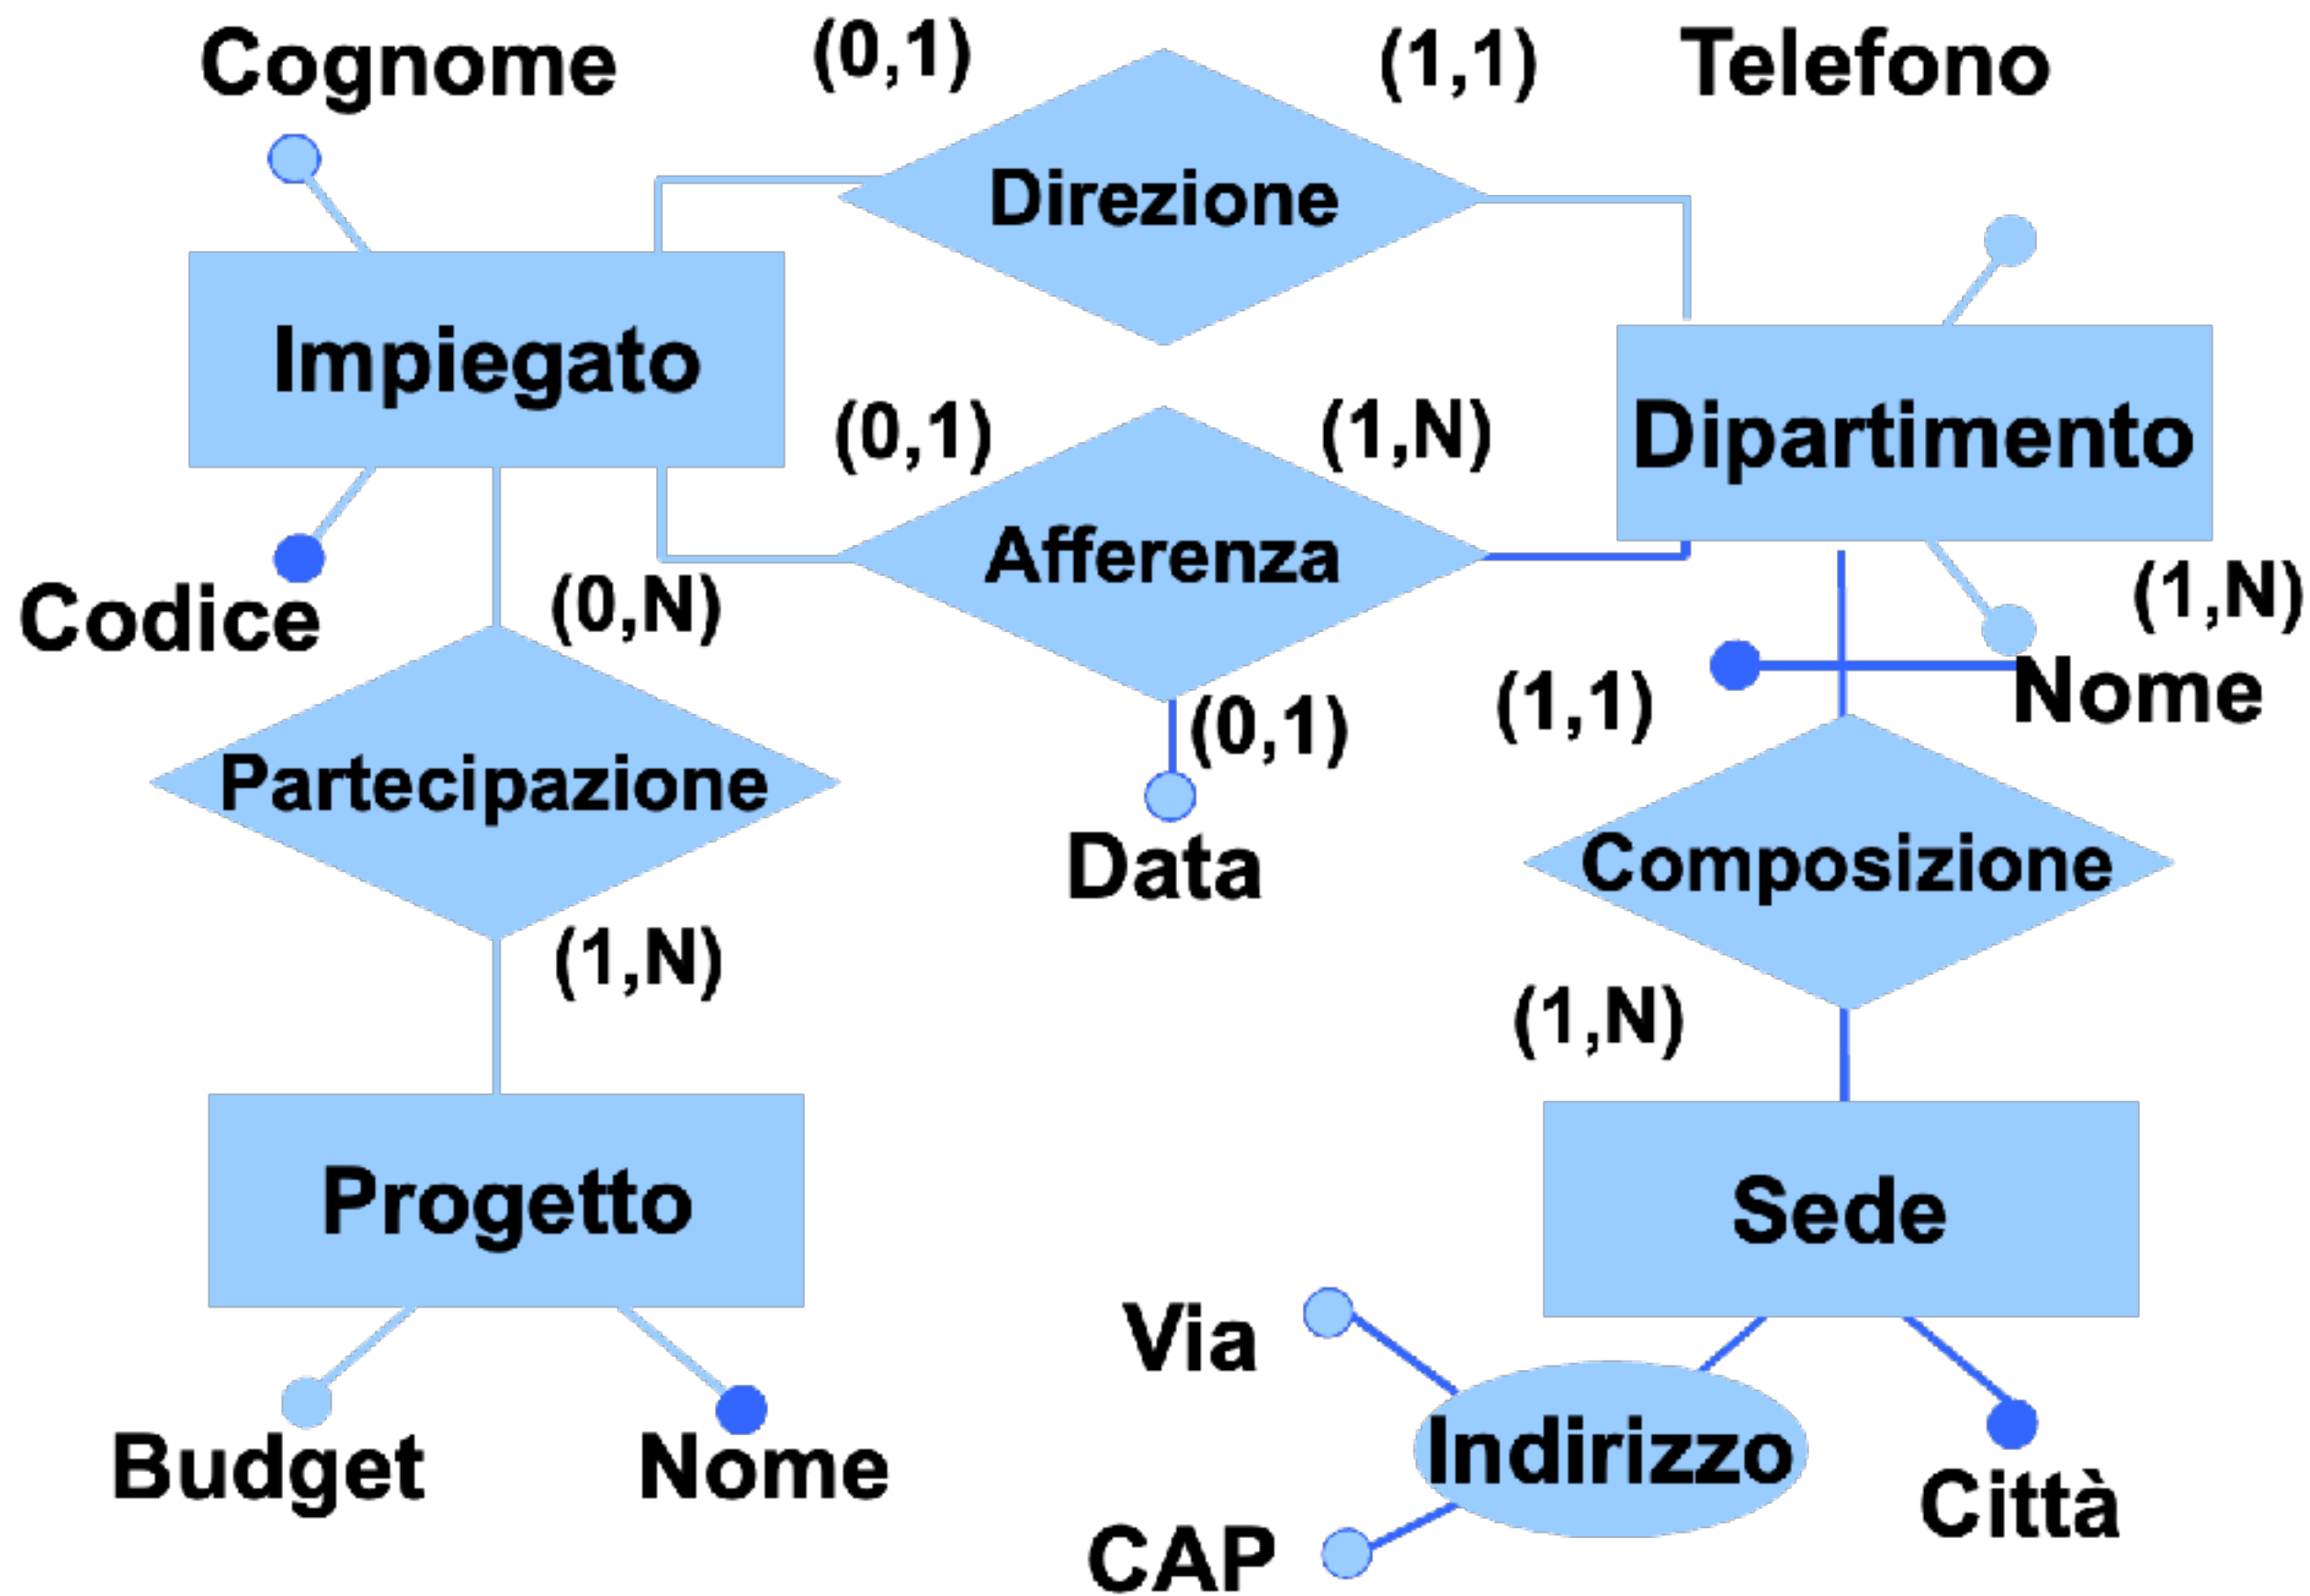 Cognome
(0,1)
(1,1)
Telefono
Direzione
Impiegato
(0,1)
(1,N)
Dipartimento
Afferenza
Codice
(0,N)
(1,N)
(1,1)
Nome
(0,1)
Partecipazione
Data
Composizione
(1,N)
(1,N)
Progetto
Sede
Via
Indirizzo
Budget
Nome
CAP
Città